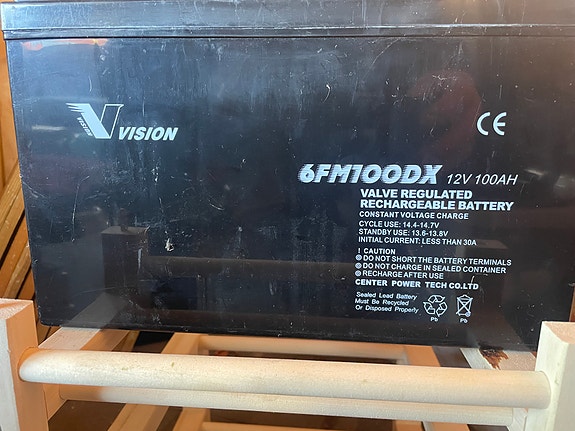 VISION
VISION
CE
6FM100DX 12V 100AH
VALVE REGULATED
RECHARGEABLE BATTERY
CONSTANT VOLTAGE CHARGE
CYCLE USE: 14.4-14.7V
STANDBY USE: 13.6-13.8V
INITIAL CURRENT: LESS THAN 30A
! CAUTION
DO NOT SHORT THE BATTERY TERMINALS
DO NOT CHARGE IN SEALED CONTAINER
RECHARGE AFTER USE
CENTER POWER TECH CO.LTD
Sealed Lead Battery
Must Be Recycled
Or Disposed Properly
Pb Pb